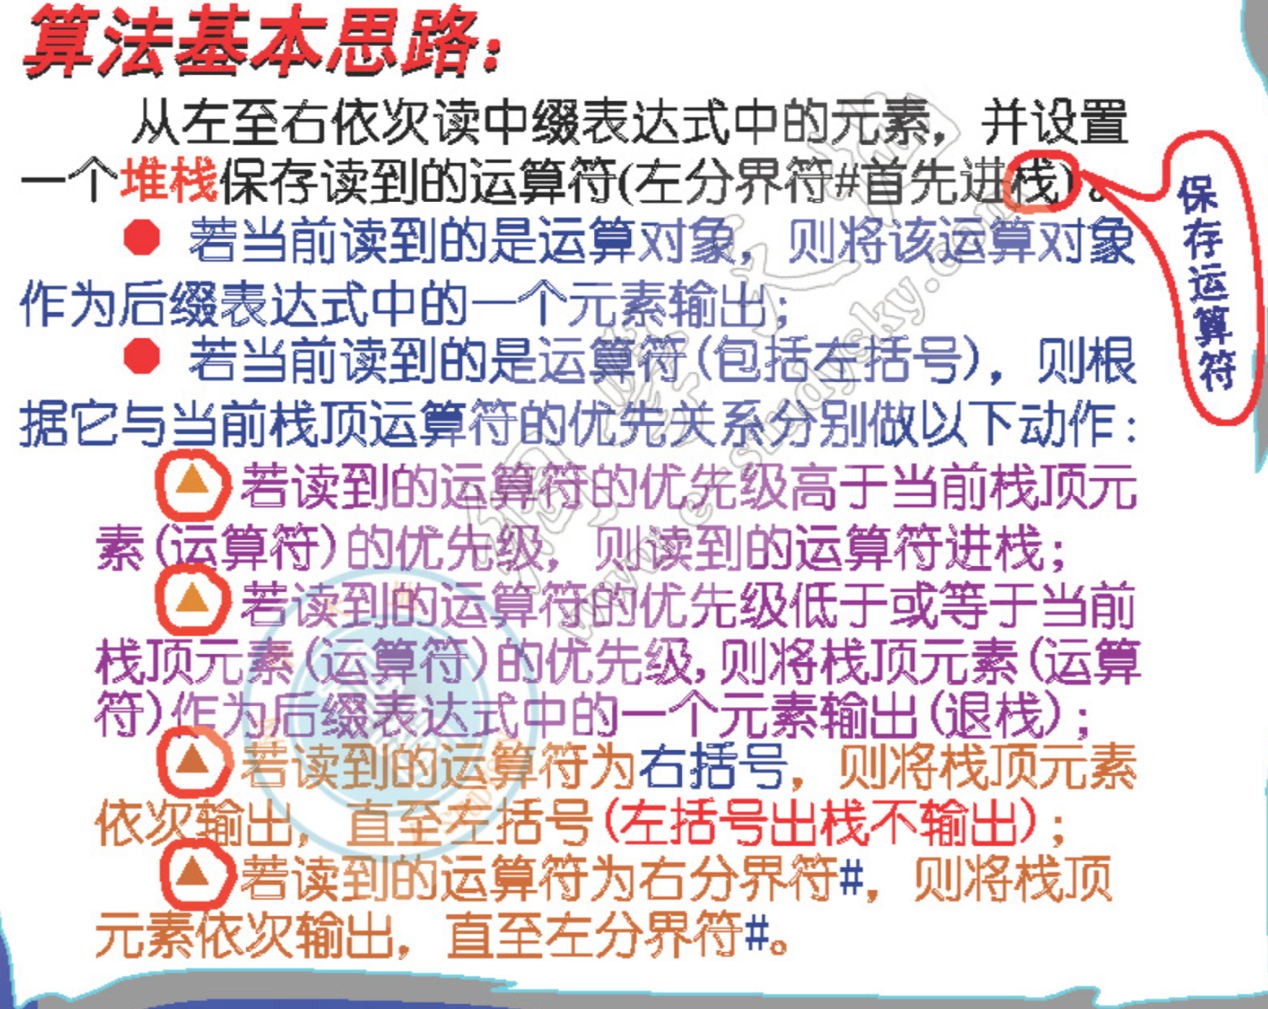 算法基本思路:
从左至右依次读中缀表达式中的元素，并设置
一个堆栈保存读到的运算符(左分界符#首先进栈)。
● 若当前读到的是运算对象，则将该运算对象
作为后缀表达式中的一个元素输出;
● 若当前读到的是运算符(包括左括号)，则根
据它与当前栈顶运算符的优先关系分别做以下动作:
▲若读到的运算符的优先级高于当前栈顶元
素(运算符)的优先级，则读到的运算符进栈;
▲若读到的运算符的优先级低于或等于当前
栈顶元素(运算符)的优先级,则将栈顶元素(运算
符)作为后缀表达式中的一个元素输出(退栈);
▲若读到的运算符为右括号，则将栈顶元素
依次输出，直至左括号(左括号出栈不输出);
▲若读到的运算符为右分界符#，则将栈顶
元素依次输出，直至左分界符#。
保存运算符